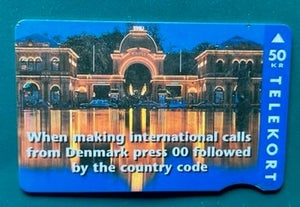 When making international calls
from Denmark press 00 followed
by the country code
50 KR
TELEKORT